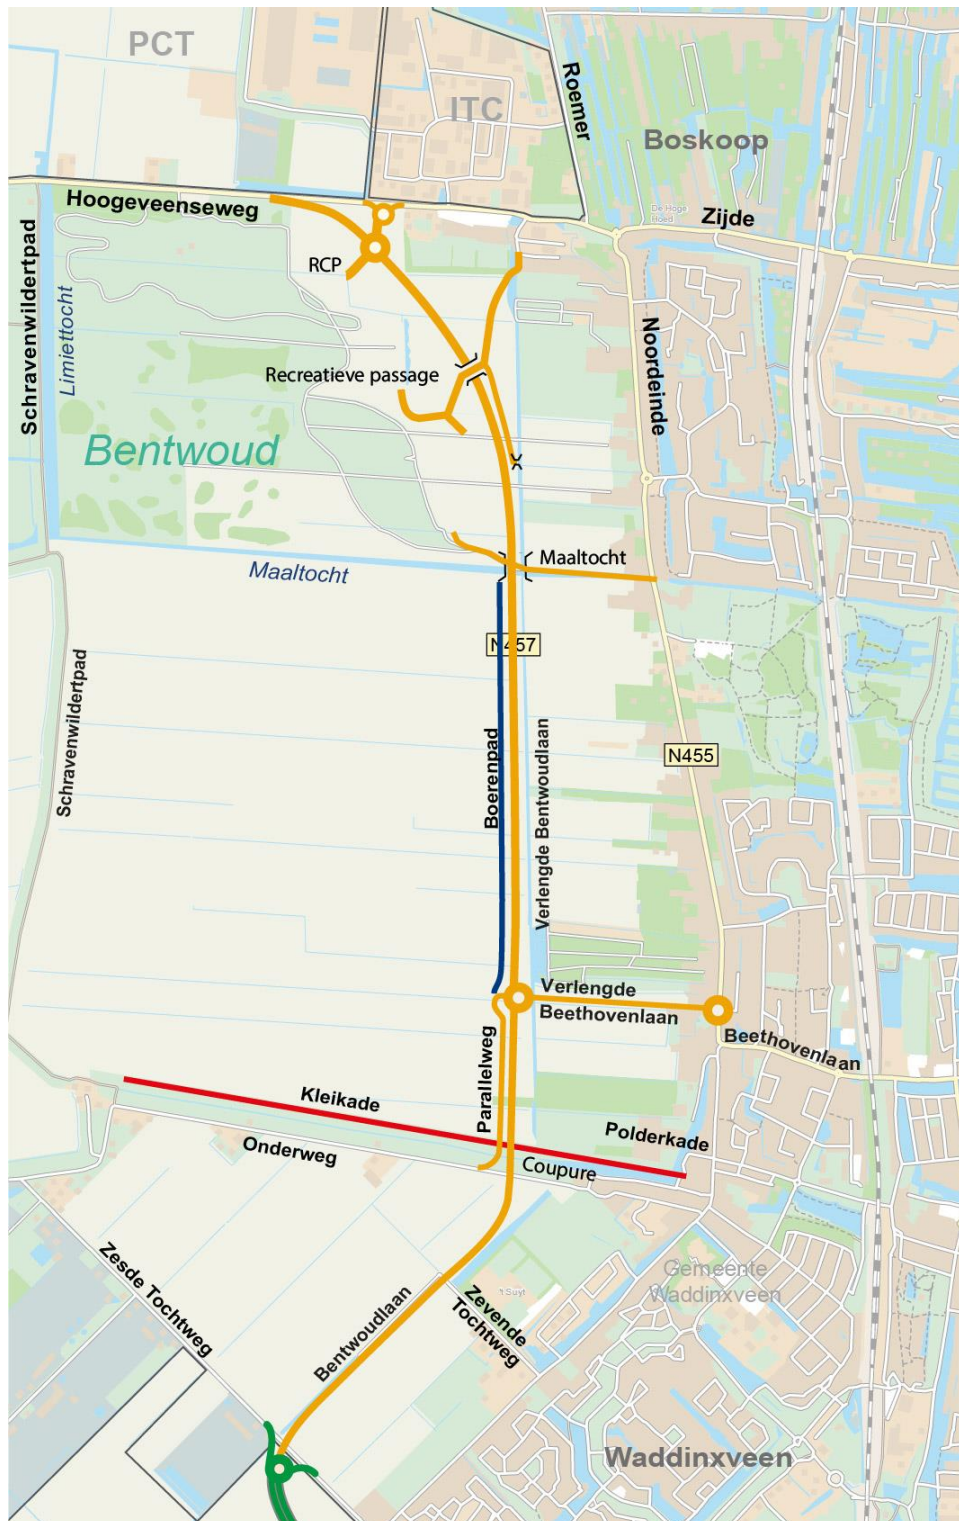 PCT
ITC
Roemer
Boskoop
Hoogeveenseweg
De Hoge
Hoed
Zijde
Schravenwildertpad
Limiettocht
RCP
Noordeinde
Recreatieve passage
Bentwoud
Maaltocht
Maaltocht
N457
Schravenwildertpad
Boerenpad
Verlengde Bentwoudlaan
N455
Verlengde
Beethovenlaan
Beethovenlaan
Parallelweg
Kleikade
Polderkade
Onderweg
Coupure
Zesde Tochtweg
Bentwoudlaan
't Suyt
Zevende
Tochtweg
Gemeente
Waddinxveen
Waddinxveen